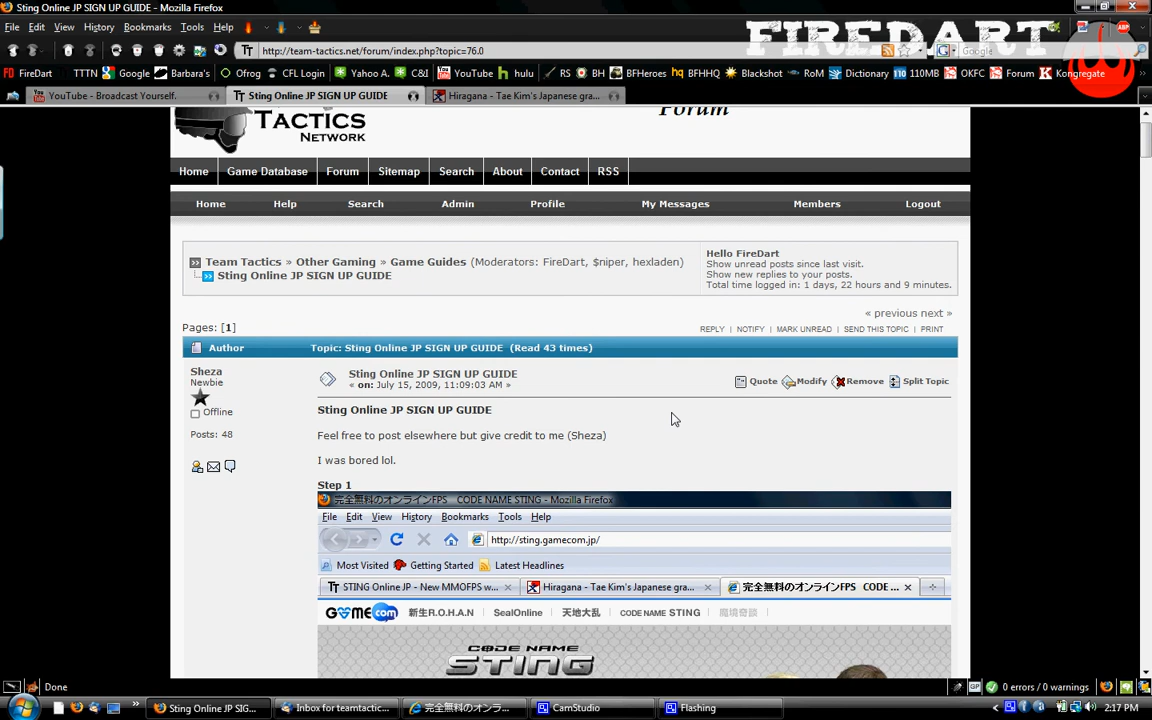 Sting Online JP SIGN UP GUIDE - Mozilla Firefox
File Edit View History Bookmarks Tools Help
FIREDART
http://team-tactics.net/forum/index.php?topic=76.0
Google
FireDart TTTN Google Barbara's Ofrog CFL Login Yahoo A. C&I YouTube hulu RS BH BFHeroes BFHHQ Blackshot RoM Dictionary 110MB OKFC Forum Kongregate
YouTube - Broadcast Yourself. Sting Online JP SIGN UP GUIDE Hiragana - Tae Kim's Japanese gra...
Forum
TACTICS
NETWORK
Home Game Database Forum Sitemap Search About Contact RSS
Home Help Search Admin Profile My Messages Members Logout
Team Tactics » Other Gaming » Game Guides (Moderators: FireDart, $niper, hexladen)
Sting Online JP SIGN UP GUIDE
Hello FireDart
Show unread posts since last visit.
Show new replies to your posts.
Total time logged in: 1 days, 22 hours and 9 minutes.
« previous next »
Pages: [1]
REPLY | NOTIFY | MARK UNREAD | SEND THIS TOPIC | PRINT
Author Topic: Sting Online JP SIGN UP GUIDE (Read 43 times)
Sheza
Newbie
Offline
Posts: 48
Sting Online JP SIGN UP GUIDE
« on: July 15, 2009, 11:09:03 AM »
Quote Modify Remove Split Topic
Sting Online JP SIGN UP GUIDE
Feel free to post elsewhere but give credit to me (Sheza)
I was bored lol.
Step 1
完全無料のオンラインFPS CODE NAME STING - Mozilla Firefox
File Edit View History Bookmarks Tools Help
http://sting.gamecom.jp/
Most Visited Getting Started Latest Headlines
STING Online JP - New MMOFPS w... Hiragana - Tae Kim's Japanese gra... 完全無料のオンラインFPS CODE ...
GAMEcom 新生R.O.H.A.N SealOnline 天地大乱 CODE NAME STING 魔境奇談
CODE NAME
STING
Done
0 errors / 0 warnings
Sting Online JP SIG... Inbox for teamtactic... 完全無料のオンラ... CamStudio Flashing
2:17 PM